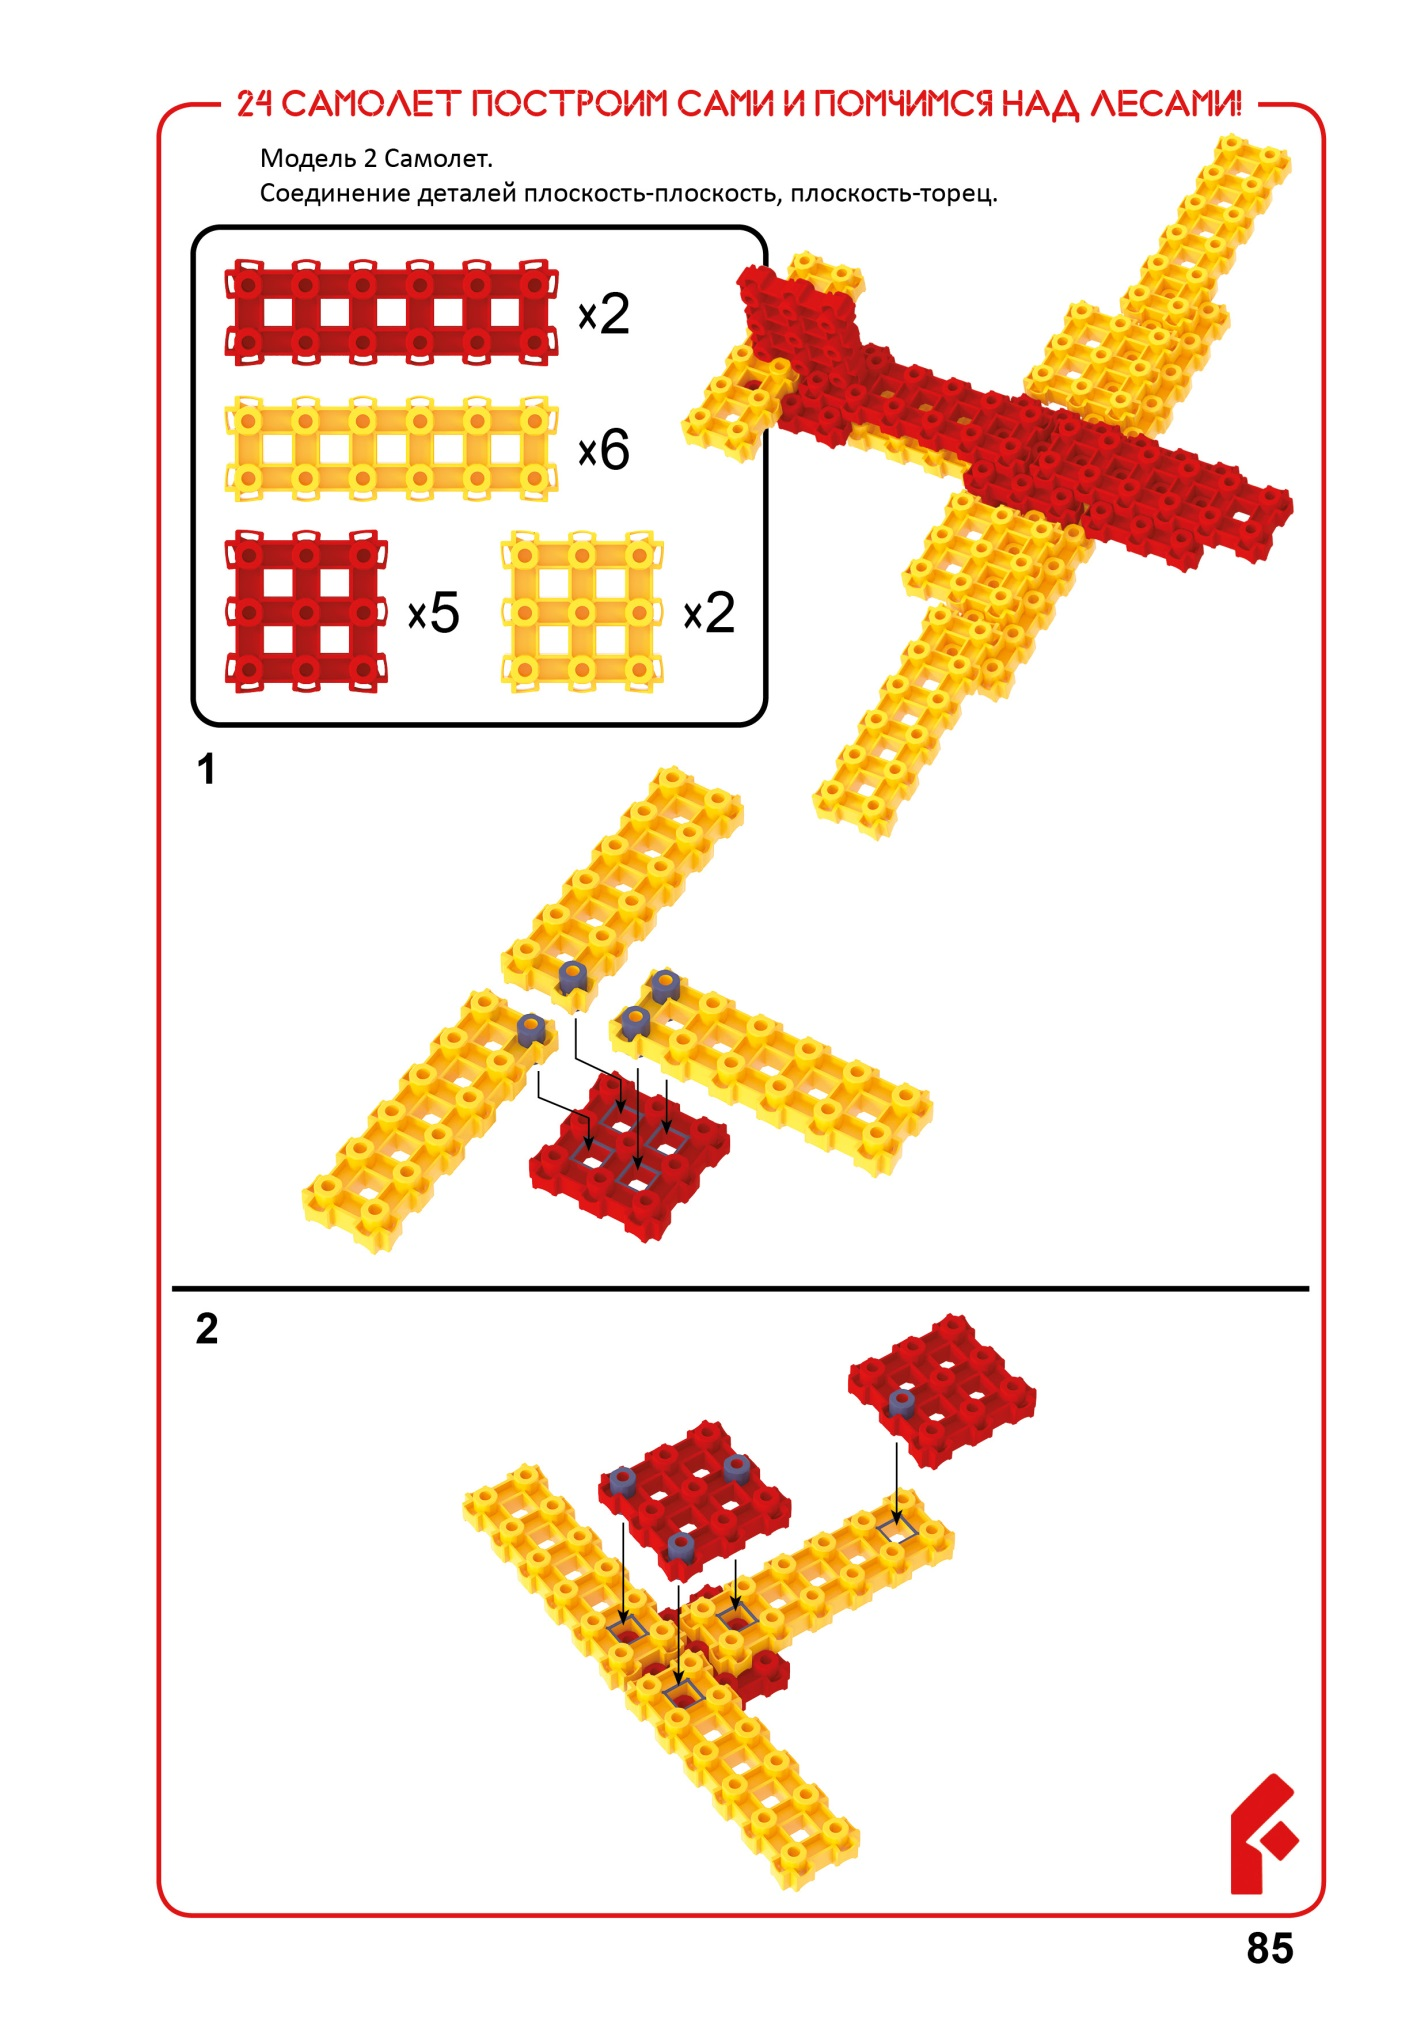 24 САМОЛЕТ ПОСТРОИМ САМИ И ПОМЧИМСЯ НАД ЛЕСАМИ!
Модель 2 Самолет.
Соединение деталей плоскость-плоскость, плоскость-торец.
×2
×6
×5
×2
1
2
85